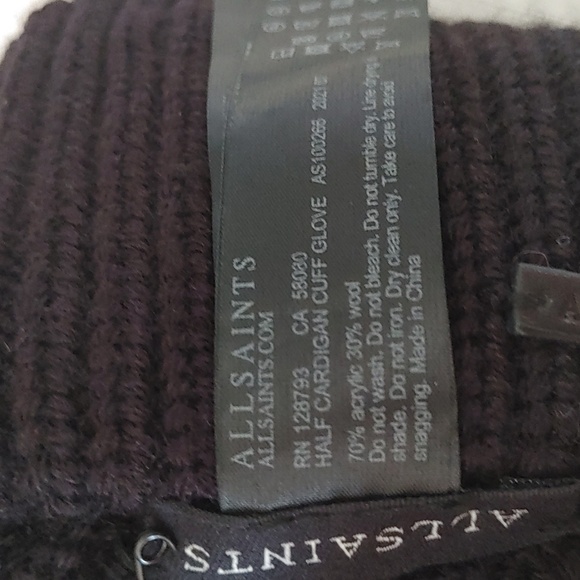 ALLSAINTS
ALLSAINTS.COM
RN 128793 CA 58080
HALF CARDIGAN CUFF GLOVE AS100266
70% acrylic 30% wool
Do not wash. Do not bleach. Do not tumble dry. Line dry
shade. Do not iron. Dry clean only. Take care to avoid
snagging. Made in China
ALLSAINTS